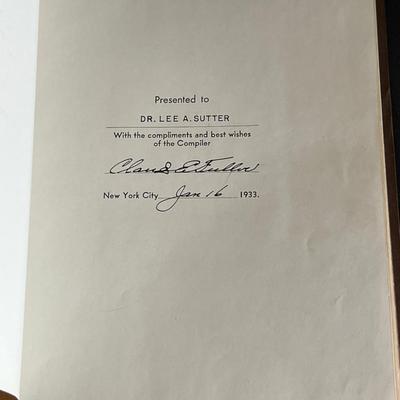 Presented to
DR. LEE A. SUTTER
With the compliments and best wishes
of the Compiler
Claud E. Fuller
New York City Jan 16 1933.